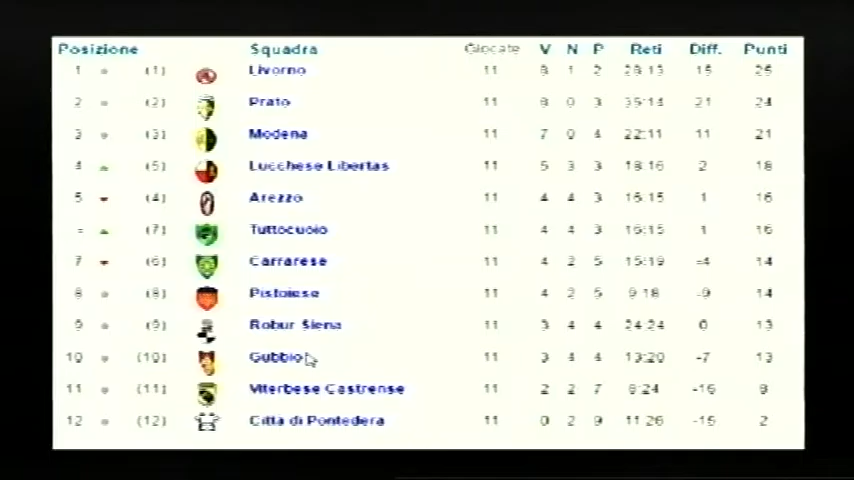 Posizione Squadra Giocate V N P Reti Diff. Punti
1 (1) Livorno 11 8 1 2 28:13 15 25
2 (2) Prato 11 8 0 3 35:14 21 24
3 (3) Modena 11 7 0 4 22:11 11 21
4 (5) Lucchese Libertas 11 5 3 3 18:16 2 18
5 (4) Arezzo 11 4 4 3 16:15 1 16
= (7) Tuttocuoio 11 4 4 3 16:15 1 16
7 (6) Carrarese 11 4 2 5 15:19 -4 14
8 (8) Pistoiese 11 4 2 5 9:18 -9 14
9 (9) Robur Siena 11 3 4 4 24:24 0 13
10 (10) Gubbio 11 3 4 4 13:20 -7 13
11 (11) Viterbese Castrense 11 2 2 7 8:24 -16 8
12 (12) Città di Pontedera 11 0 2 9 11:26 -15 2